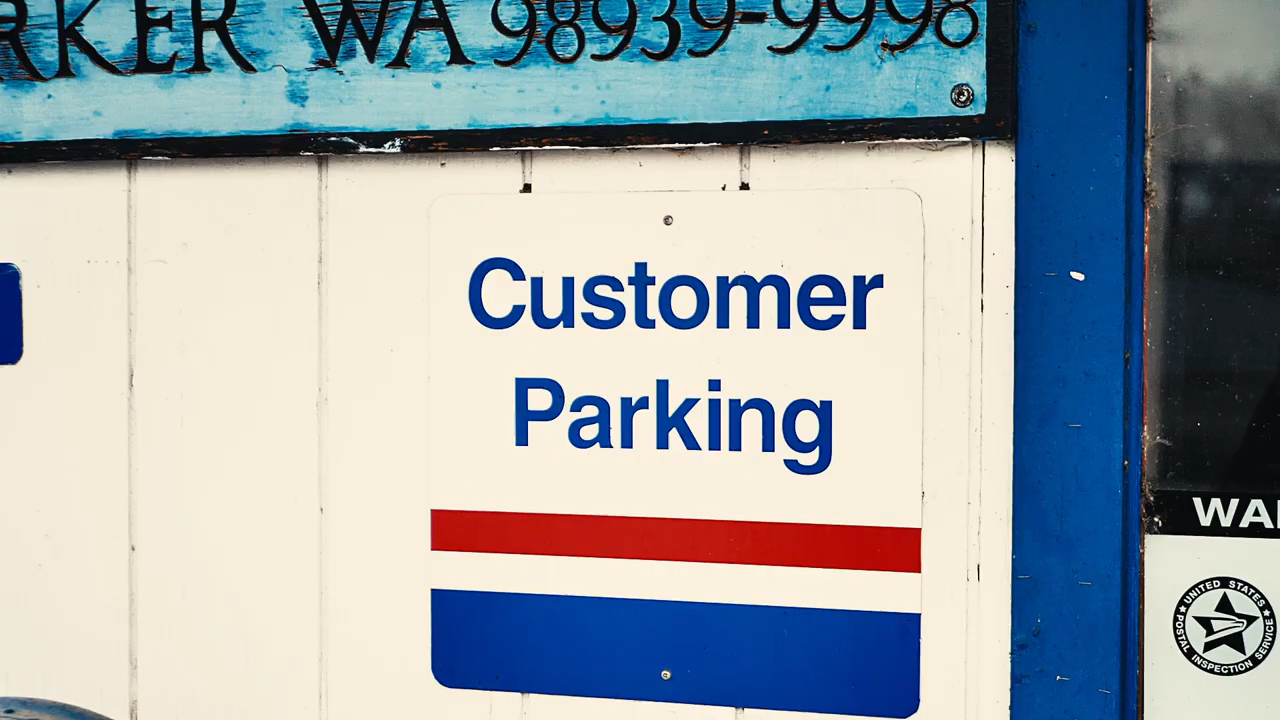 RKER WA 98939-9998
Customer
Parking
WA
UNITED STATES
POSTAL INSPECTION SERVICE